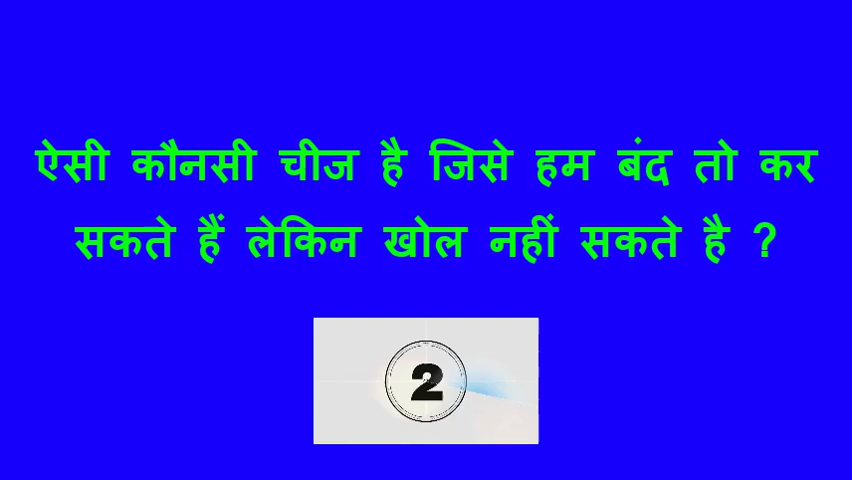 ऐसी कौनसी चीज है जिसे हम बंद तो कर
सकते हैं लेकिन खोल नहीं सकते है ?
2